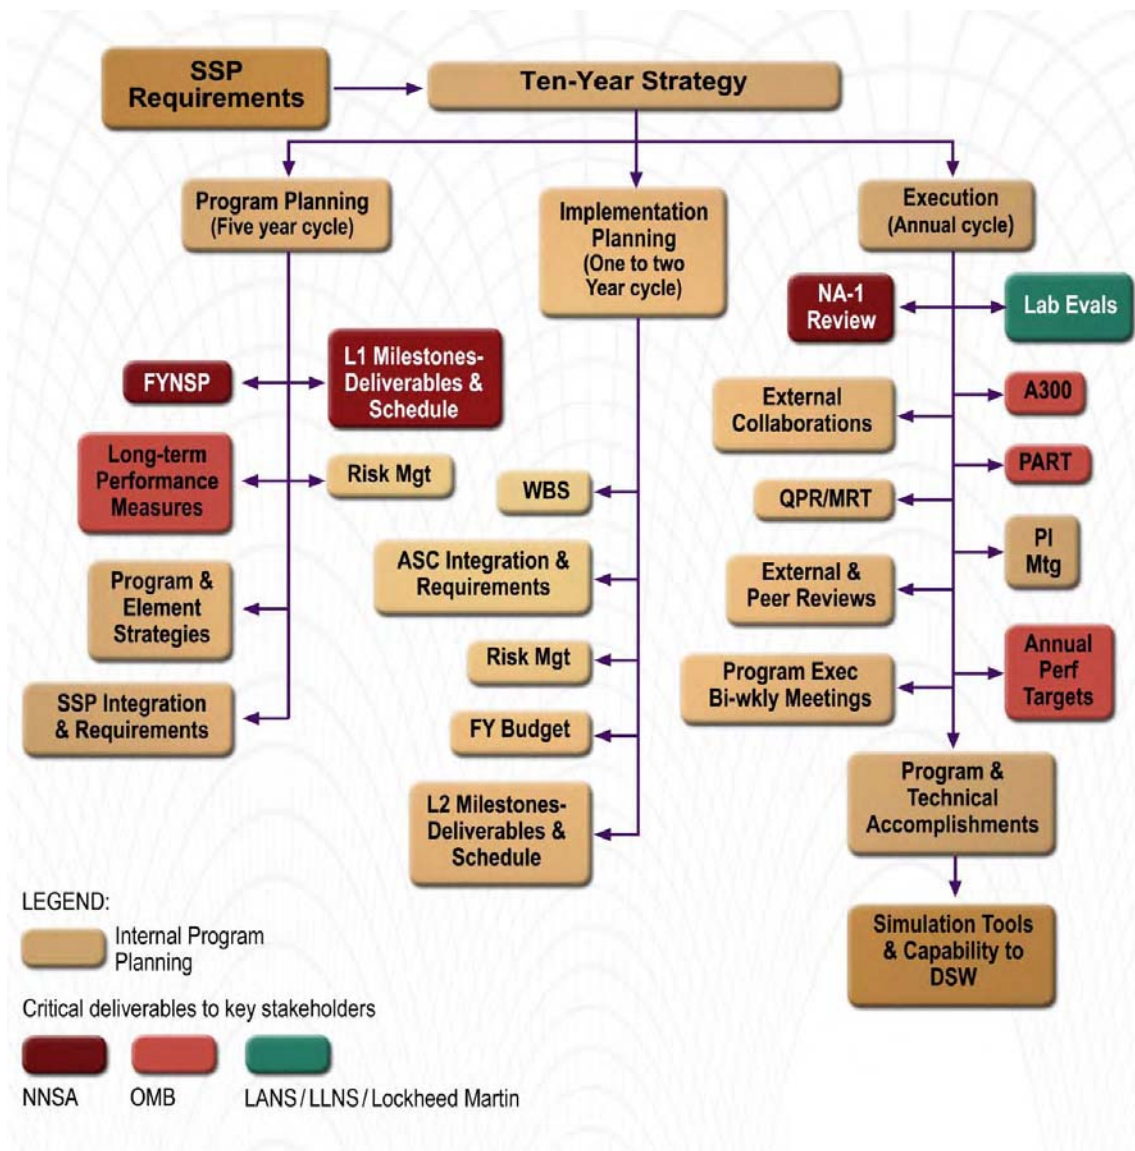 SSP
Requirements
Ten-Year Strategy
Program Planning
(Five year cycle)
FYNSP
L1 Milestones-
Deliverables &
Schedule
Long-term
Performance
Measures
Risk Mgt
Program &
Element
Strategies
SSP Integration
& Requirements
Implementation
Planning
(One to two
Year cycle)
WBS
ASC Integration &
Requirements
Risk Mgt
FY Budget
L2 Milestones-
Deliverables &
Schedule
Execution
(Annual cycle)
NA-1
Review
Lab Evals
External
Collaborations
A300
PART
QPR/MRT
PI
Mtg
External &
Peer Reviews
Program Exec
Bi-wkly Meetings
Annual
Perf
Targets
Program &
Technical
Accomplishments
Simulation Tools
& Capability to
DSW
LEGEND:
Internal Program
Planning
Critical deliverables to key stakeholders
NNSA
OMB
LANS / LLNS / Lockheed Martin